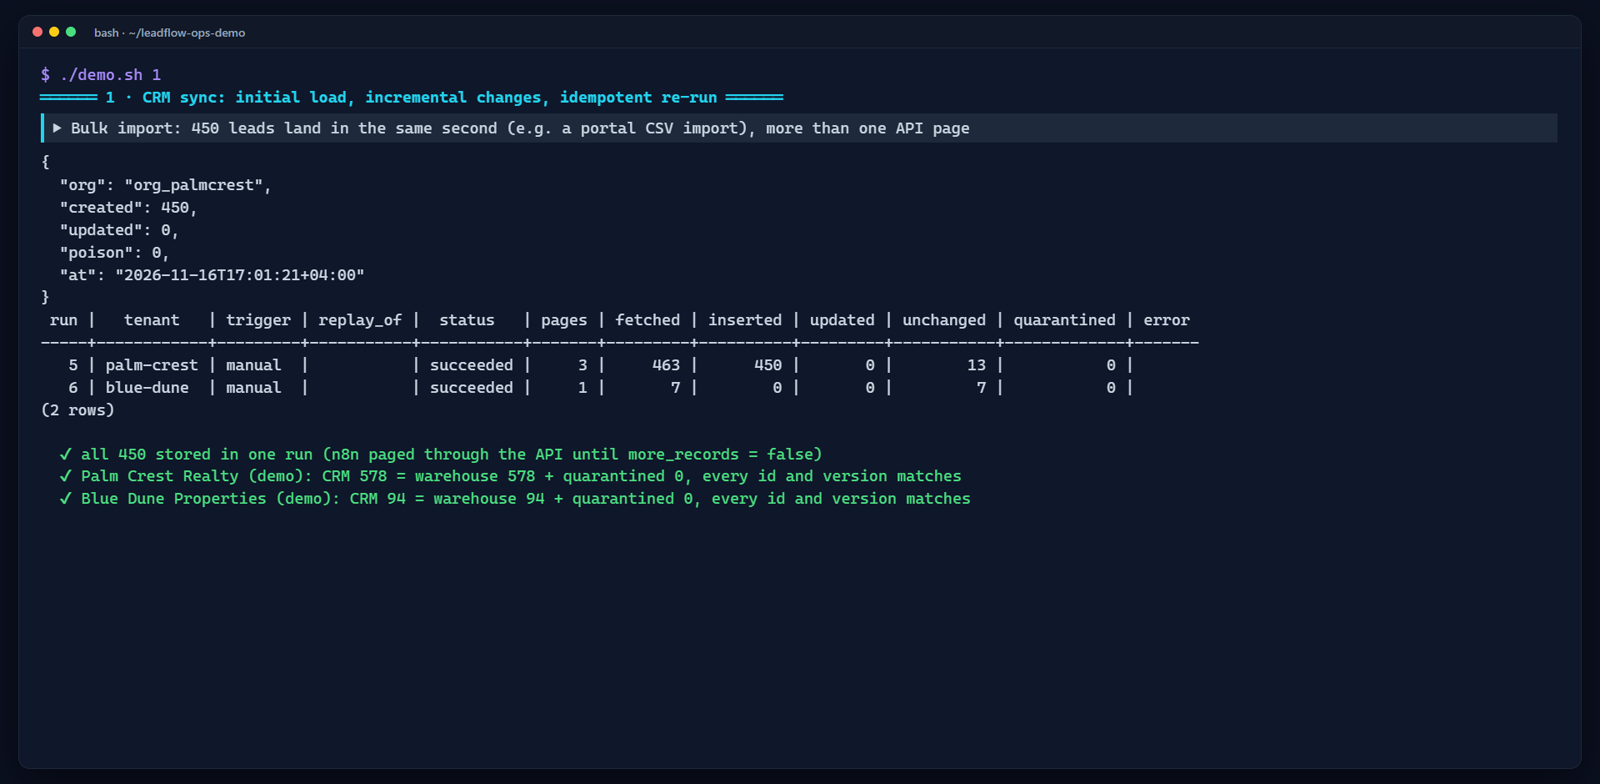 bash · ~/leadflow-ops-demo
$ ./demo.sh 1
══════ 1 · CRM sync: initial load, incremental changes, idempotent re-run ══════
▶ Bulk import: 450 leads land in the same second (e.g. a portal CSV import), more than one API page
{
  "org": "org_palmcrest",
  "created": 450,
  "updated": 0,
  "poison": 0,
  "at": "2026-11-16T17:01:21+04:00"
}
 run |   tenant   | trigger | replay_of |  status   | pages | fetched | inserted | updated | unchanged | quarantined | error
-----+------------+---------+-----------+-----------+-------+---------+----------+---------+-----------+-------------+-------
   5 | palm-crest | manual  |           | succeeded |     3 |     463 |      450 |       0 |        13 |           0 |
   6 | blue-dune  | manual  |           | succeeded |     1 |       7 |        0 |       0 |         7 |           0 |
(2 rows)
  ✓ all 450 stored in one run (n8n paged through the API until more_records = false)
  ✓ Palm Crest Realty (demo): CRM 578 = warehouse 578 + quarantined 0, every id and version matches
  ✓ Blue Dune Properties (demo): CRM 94 = warehouse 94 + quarantined 0, every id and version matches